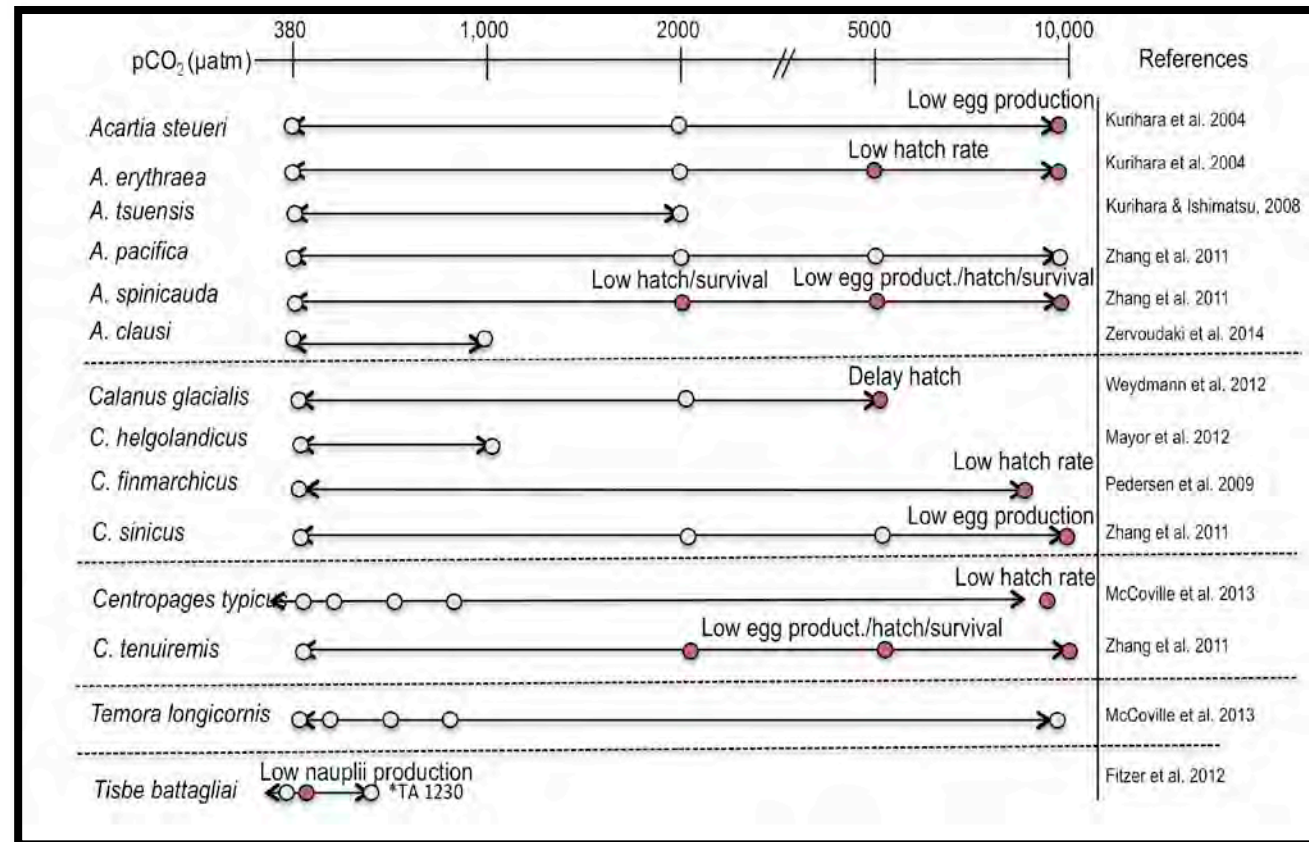 380 1,000 2000 5000 10,000
pCO₂ (µatm) // References
Low egg production
Acartia steueri Kurihara et al. 2004
Low hatch rate
A. erythraea Kurihara et al. 2004
A. tsuensis Kurihara & Ishimatsu, 2008
A. pacifica Zhang et al. 2011
Low hatch/survival Low egg product./hatch/survival
A. spinicauda Zhang et al. 2011
A. clausi Zervoudaki et al. 2014
Delay hatch
Calanus glacialis Weydmann et al. 2012
C. helgolandicus Mayor et al. 2012
Low hatch rate
C. finmarchicus Pedersen et al. 2009
Low egg production
C. sinicus Zhang et al. 2011
Low hatch rate
Centropages typicus McCoville et al. 2013
Low egg product./hatch/survival
C. tenuiremis Zhang et al. 2011
Temora longicornis McCoville et al. 2013
Low nauplii production
Tisbe battagliai *TA 1230 Fitzer et al. 2012